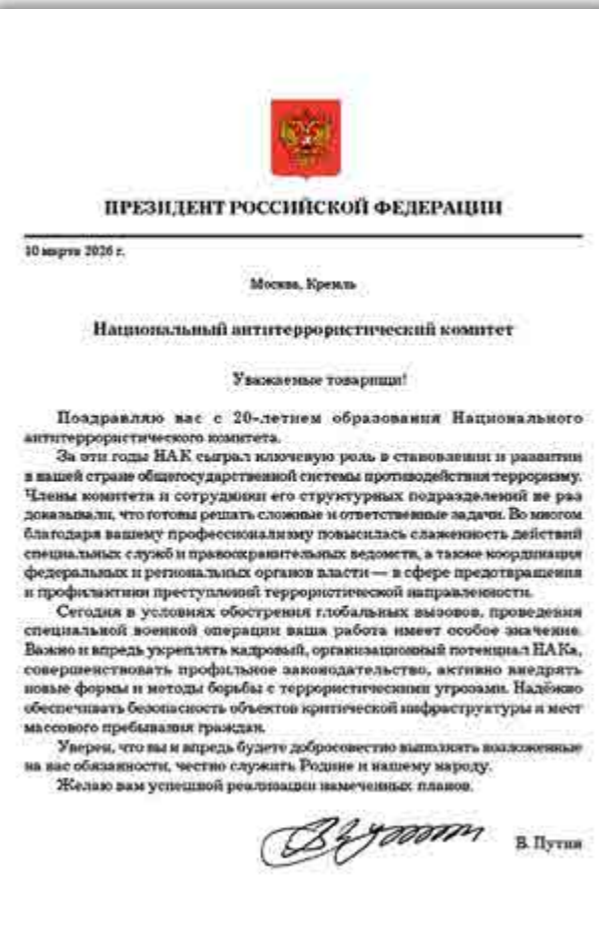 ПРЕЗИДЕНТ РОССИЙСКОЙ ФЕДЕРАЦИИ
10 марта 2026 г.
Москва, Кремль
Национальный антитеррористический комитет
Уважаемые товарищи!
Поздравляю вас с 20-летием образования Национального
антитеррористического комитета.
За эти годы НАК сыграл ключевую роль в становлении и развитии
в нашей стране общегосударственной системы противодействия терроризму.
Члены комитета и сотрудники его структурных подразделений не раз
доказывали, что готовы решать сложные и ответственные задачи. Во многом
благодаря вашему профессионализму повысилась слаженность действий
специальных служб и правоохранительных ведомств, а также координация
федеральных и региональных органов власти — в сфере предотвращения
и профилактики преступлений террористической направленности.
Сегодня в условиях обострения глобальных вызовов, проведения
специальной военной операции ваша работа имеет особое значение.
Важно и впредь укреплять кадровый, организационный потенциал НАКа,
совершенствовать профильное законодательство, активно внедрять
новые формы и методы борьбы с террористическими угрозами. Надёжно
обеспечивать безопасность объектов критической инфраструктуры и мест
массового пребывания граждан.
Уверен, что вы и впредь будете добросовестно выполнять возложенные
на вас обязанности, честно служить Родине и нашему народу.
Желаю вам успешной реализации намеченных планов.
В. Путин